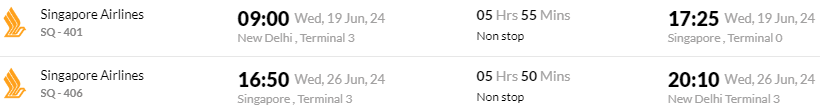 Singapore Airlines 09:00 Wed, 19 Jun, 24 05 Hrs 55 Mins 17:25 Wed, 19 Jun, 24
SQ - 401 New Delhi , Terminal 3 Non stop Singapore , Terminal 0
Singapore Airlines 16:50 Wed, 26 Jun, 24 05 Hrs 50 Mins 20:10 Wed, 26 Jun, 24
SQ - 406 Singapore , Terminal 3 Non stop New Delhi Terminal 3